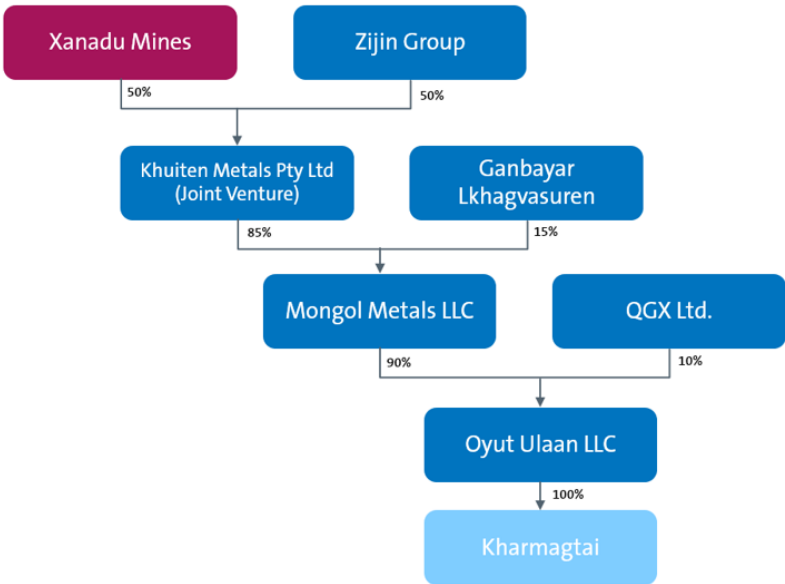 Xanadu Mines
Zijin Group
50%
50%
Khuiten Metals Pty Ltd
(Joint Venture)
Ganbayar
Lkhagvasuren
85%
15%
Mongol Metals LLC
QGX Ltd.
90%
10%
Oyut Ulaan LLC
100%
Kharmagtai